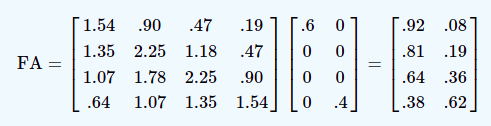 1.54 .90 .47 .19 .6 0 .92 .08
1.35 2.25 1.18 .47 0 0 .81 .19
FA = =
1.07 1.78 2.25 .90 0 0 .64 .36
.64 1.07 1.35 1.54 0 .4 .38 .62